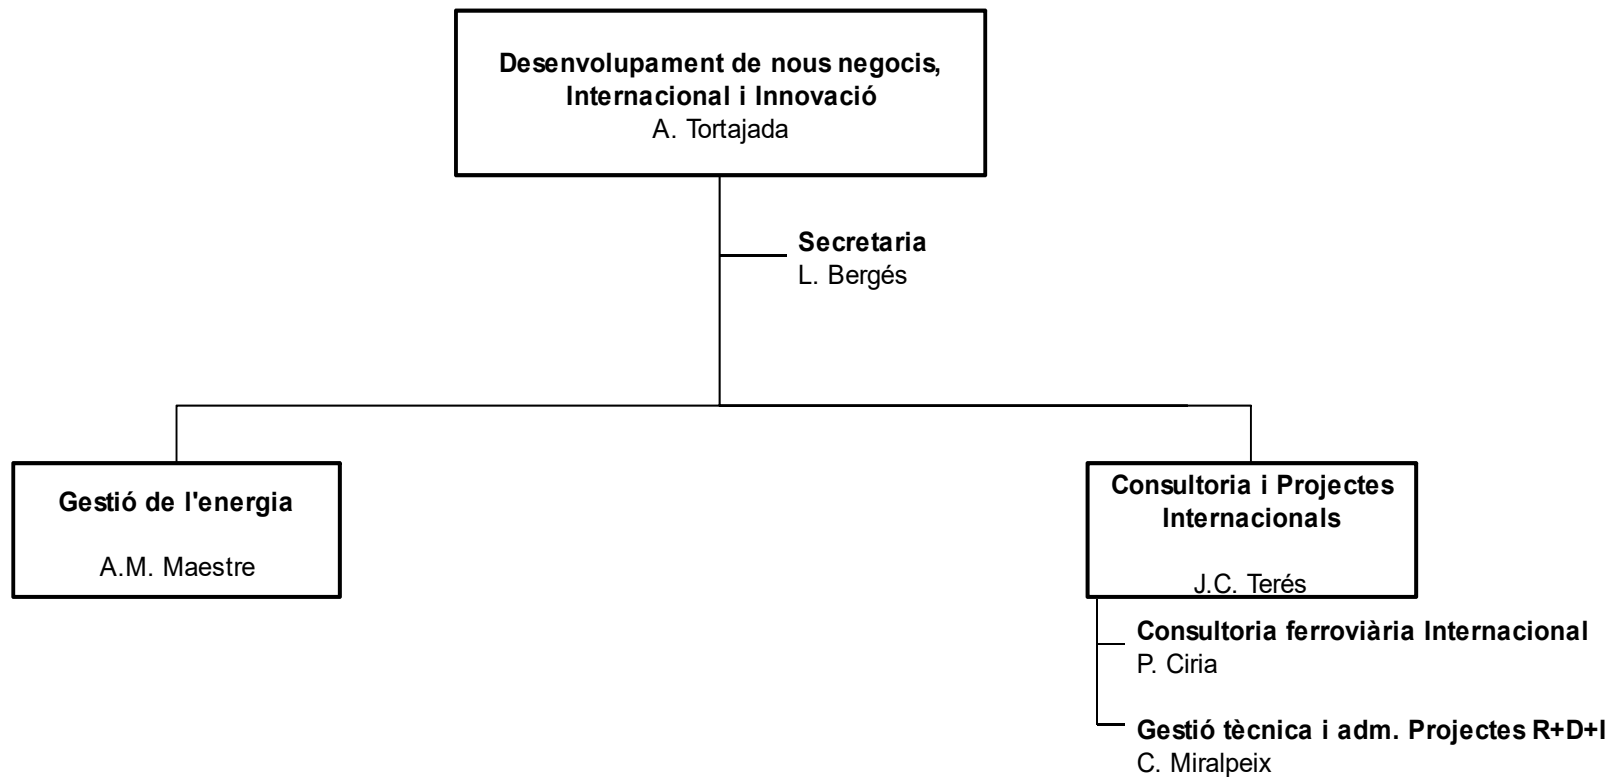 Desenvolupament de nous negocis,
Internacional i Innovació
A. Tortajada
Secretaria
L. Bergés
Gestió de l'energia
A.M. Maestre
Consultoria i Projectes
Internacionals
J.C. Terés
Consultoria ferroviària Internacional
P. Ciria
Gestió tècnica i adm. Projectes R+D+I
C. Miralpeix